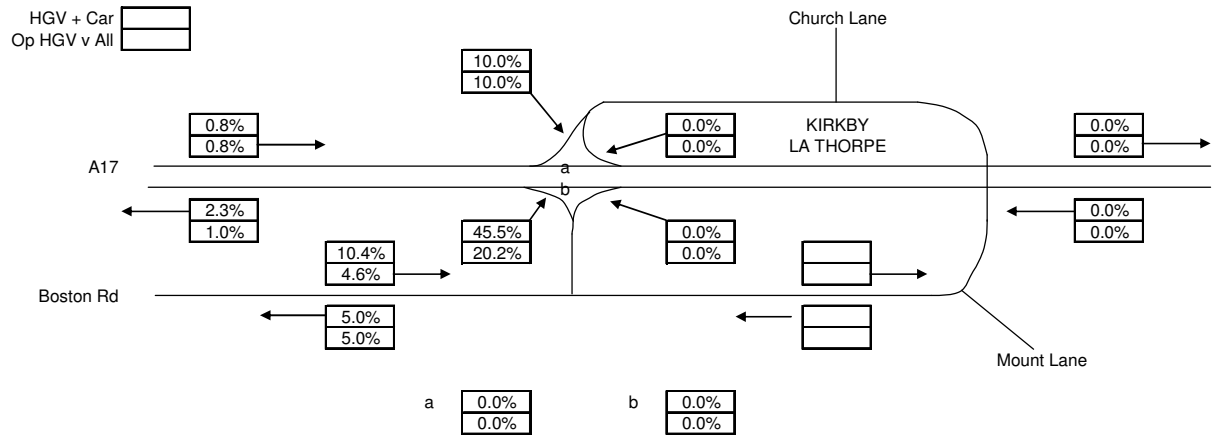 HGV + Car
Op HGV v All
Church Lane
10.0%
10.0%
0.8%
0.8%
0.0%
0.0%
KIRKBY
LA THORPE
0.0%
0.0%
A17
a
b
2.3%
1.0%
45.5%
20.2%
0.0%
0.0%
0.0%
0.0%
10.4%
4.6%
Boston Rd
5.0%
5.0%
Mount Lane
a
0.0%
0.0%
b
0.0%
0.0%